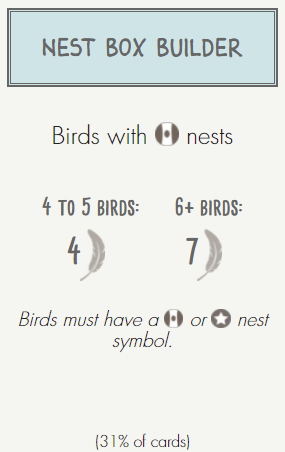 NEST BOX BUILDER
Birds with nests
4 TO 5 BIRDS: 6+ BIRDS:
4 7
Birds must have a or nest
symbol.
(31% of cards)